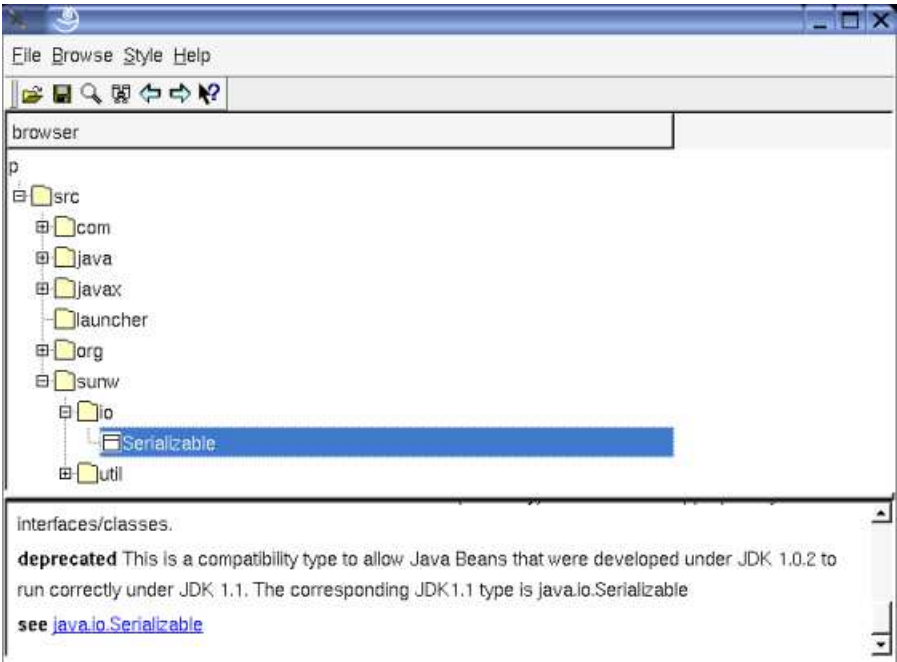 File Browse Style Help
browser
p
src
com
java
javax
launcher
org
sunw
io
Serializable
util
interfaces/classes.
deprecated This is a compatibility type to allow Java Beans that were developed under JDK 1.0.2 to
run correctly under JDK 1.1. The corresponding JDK1.1 type is java.io.Serializable
see java.io.Serializable